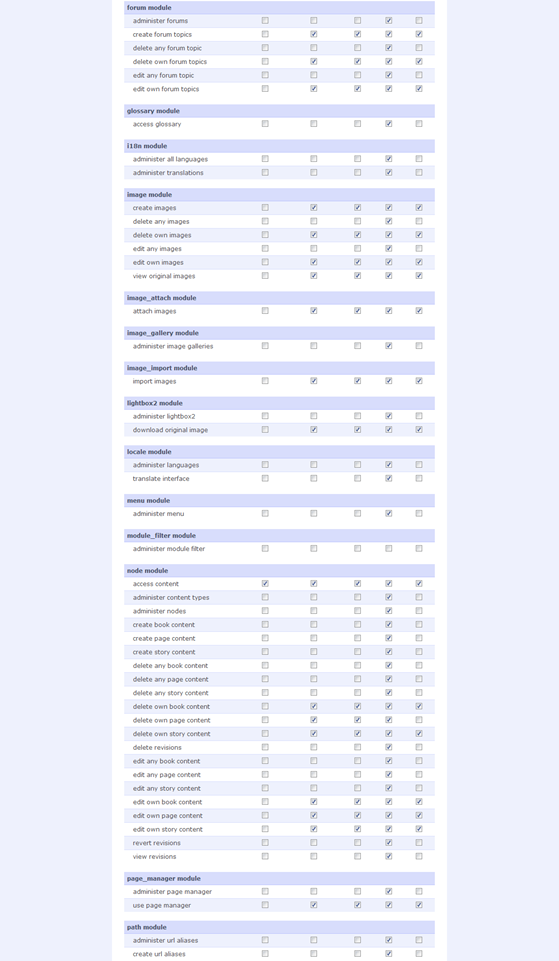 forum module
administer forums
create forum topics
delete any forum topic
delete own forum topics
edit any forum topic
edit own forum topics
glossary module
access glossary
i18n module
administer all languages
administer translations
image module
create images
delete any images
delete own images
edit any images
edit own images
view original images
image_attach module
attach images
image_gallery module
administer image galleries
image_import module
import images
lightbox2 module
administer lightbox2
download original image
locale module
administer languages
translate interface
menu module
administer menu
module_filter module
administer module filter
node module
access content
administer content types
administer nodes
create book content
create page content
create story content
delete any book content
delete any page content
delete any story content
delete own book content
delete own page content
delete own story content
delete revisions
edit any book content
edit any page content
edit any story content
edit own book content
edit own page content
edit own story content
revert revisions
view revisions
page_manager module
administer page manager
use page manager
path module
administer url aliases
create url aliases